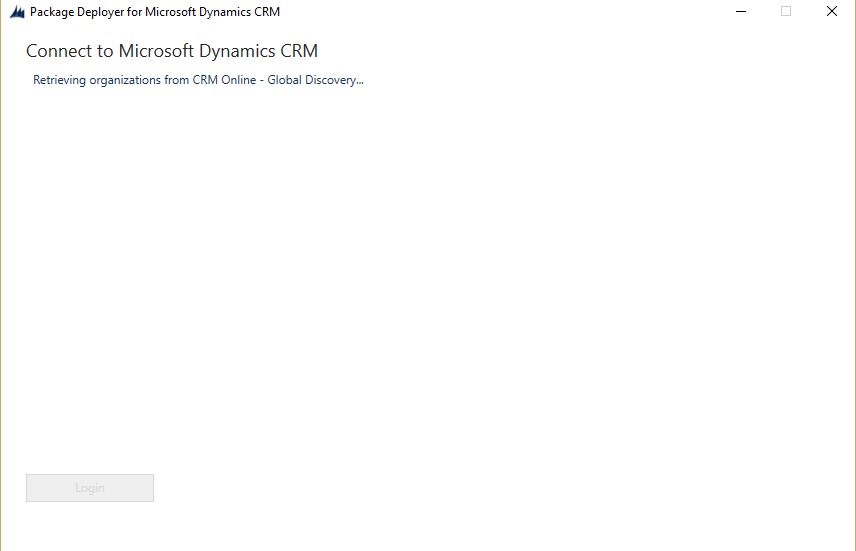 Package Deployer for Microsoft Dynamics CRM
Connect to Microsoft Dynamics CRM
Retrieving organizations from CRM Online - Global Discovery...
Login